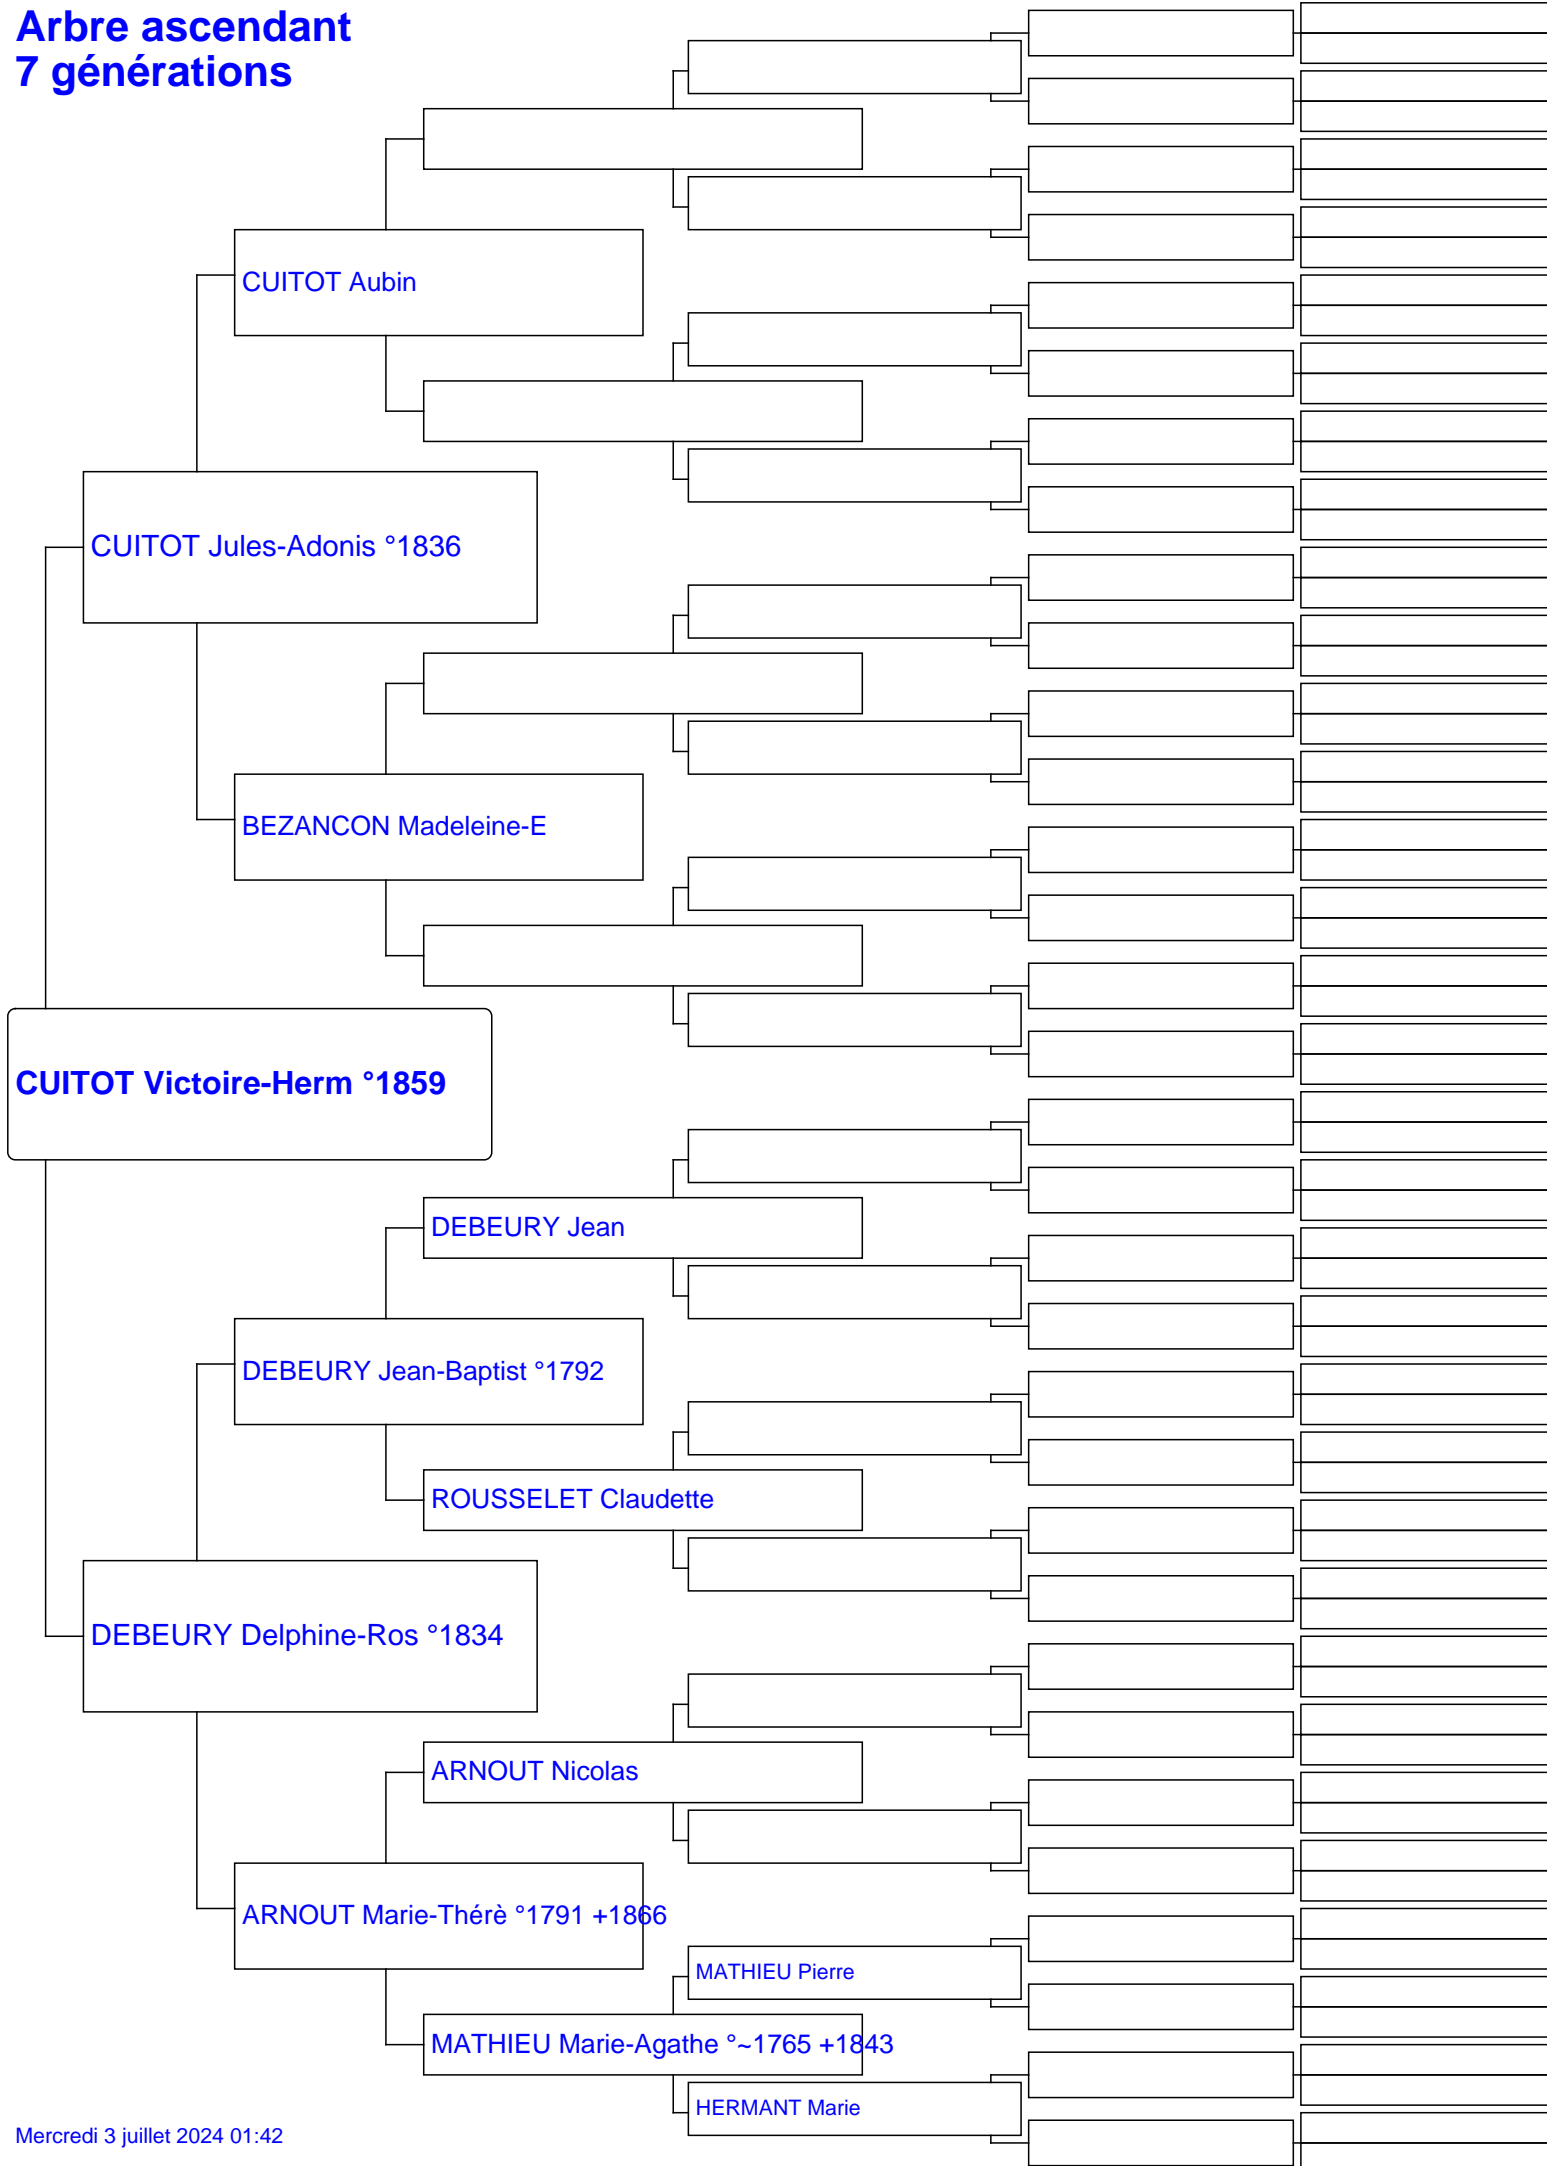 Arbre ascendant
7 générations
CUITOT Aubin
CUITOT Jules-Adonis °1836
BEZANCON Madeleine-E
CUITOT Victoire-Herm °1859
DEBEURY Jean
DEBEURY Jean-Baptist °1792
ROUSSELET Claudette
DEBEURY Delphine-Ros °1834
ARNOUT Nicolas
ARNOUT Marie-Thérè °1791 +1866
MATHIEU Pierre
MATHIEU Marie-Agathe °~1765 +1843
HERMANT Marie
Mercredi 3 juillet 2024 01:42